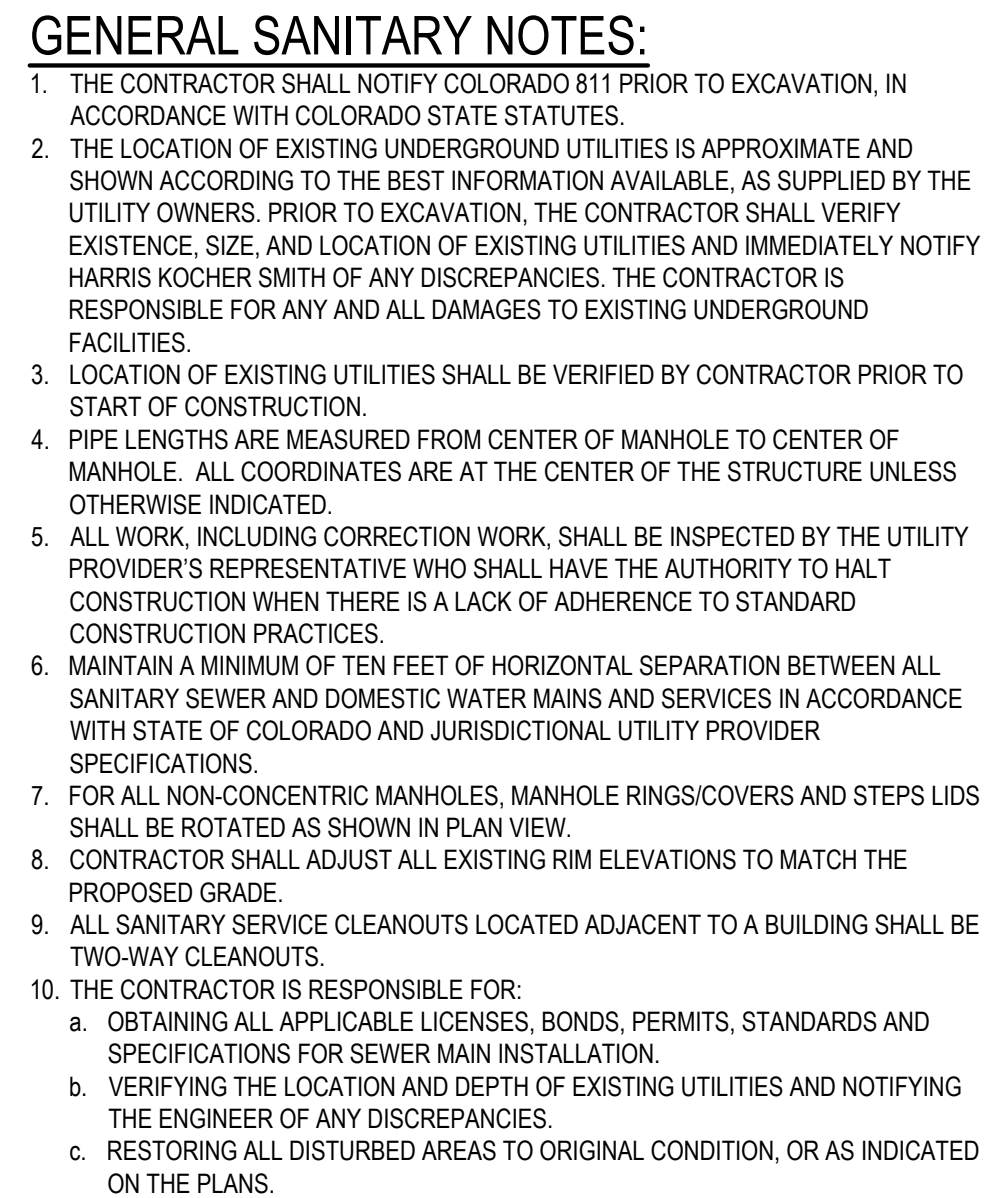 GENERAL SANITARY NOTES:
1. THE CONTRACTOR SHALL NOTIFY COLORADO 811 PRIOR TO EXCAVATION, IN
ACCORDANCE WITH COLORADO STATE STATUTES.
2. THE LOCATION OF EXISTING UNDERGROUND UTILITIES IS APPROXIMATE AND
SHOWN ACCORDING TO THE BEST INFORMATION AVAILABLE, AS SUPPLIED BY THE
UTILITY OWNERS. PRIOR TO EXCAVATION, THE CONTRACTOR SHALL VERIFY
EXISTENCE, SIZE, AND LOCATION OF EXISTING UTILITIES AND IMMEDIATELY NOTIFY
HARRIS KOCHER SMITH OF ANY DISCREPANCIES. THE CONTRACTOR IS
RESPONSIBLE FOR ANY AND ALL DAMAGES TO EXISTING UNDERGROUND
FACILITIES.
3. LOCATION OF EXISTING UTILITIES SHALL BE VERIFIED BY CONTRACTOR PRIOR TO
START OF CONSTRUCTION.
4. PIPE LENGTHS ARE MEASURED FROM CENTER OF MANHOLE TO CENTER OF
MANHOLE. ALL COORDINATES ARE AT THE CENTER OF THE STRUCTURE UNLESS
OTHERWISE INDICATED.
5. ALL WORK, INCLUDING CORRECTION WORK, SHALL BE INSPECTED BY THE UTILITY
PROVIDER'S REPRESENTATIVE WHO SHALL HAVE THE AUTHORITY TO HALT
CONSTRUCTION WHEN THERE IS A LACK OF ADHERENCE TO STANDARD
CONSTRUCTION PRACTICES.
6. MAINTAIN A MINIMUM OF TEN FEET OF HORIZONTAL SEPARATION BETWEEN ALL
SANITARY SEWER AND DOMESTIC WATER MAINS AND SERVICES IN ACCORDANCE
WITH STATE OF COLORADO AND JURISDICTIONAL UTILITY PROVIDER
SPECIFICATIONS.
7. FOR ALL NON-CONCENTRIC MANHOLES, MANHOLE RINGS/COVERS AND STEPS LIDS
SHALL BE ROTATED AS SHOWN IN PLAN VIEW.
8. CONTRACTOR SHALL ADJUST ALL EXISTING RIM ELEVATIONS TO MATCH THE
PROPOSED GRADE.
9. ALL SANITARY SERVICE CLEANOUTS LOCATED ADJACENT TO A BUILDING SHALL BE
TWO-WAY CLEANOUTS.
10. THE CONTRACTOR IS RESPONSIBLE FOR:
a. OBTAINING ALL APPLICABLE LICENSES, BONDS, PERMITS, STANDARDS AND
SPECIFICATIONS FOR SEWER MAIN INSTALLATION.
b. VERIFYING THE LOCATION AND DEPTH OF EXISTING UTILITIES AND NOTIFYING
THE ENGINEER OF ANY DISCREPANCIES.
c. RESTORING ALL DISTURBED AREAS TO ORIGINAL CONDITION, OR AS INDICATED
ON THE PLANS.